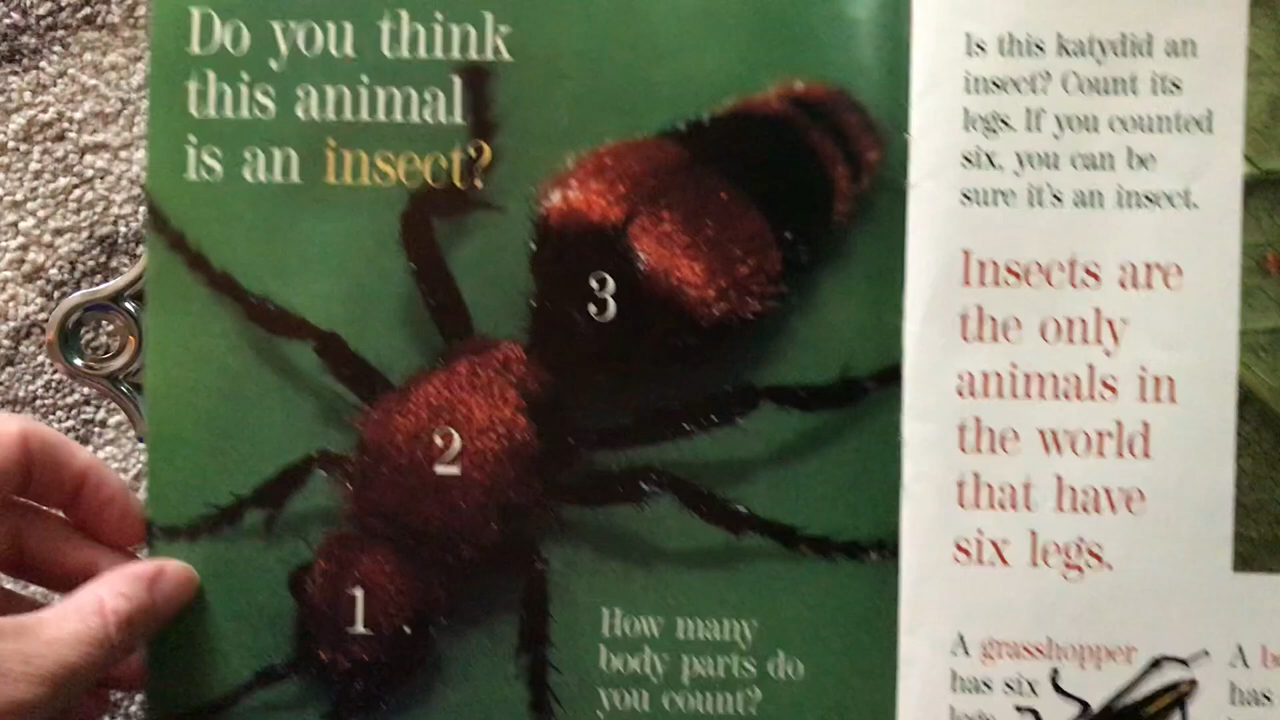 Do you think
this animal
is an insect?
3
2
1
How many
body parts do
you count?
Is this katydid an
insect? Count its
legs. If you counted
six, you can be
sure it's an insect.
Insects are
the only
animals in
the world
that have
six legs.
A grasshopper
has six
legs
A
has